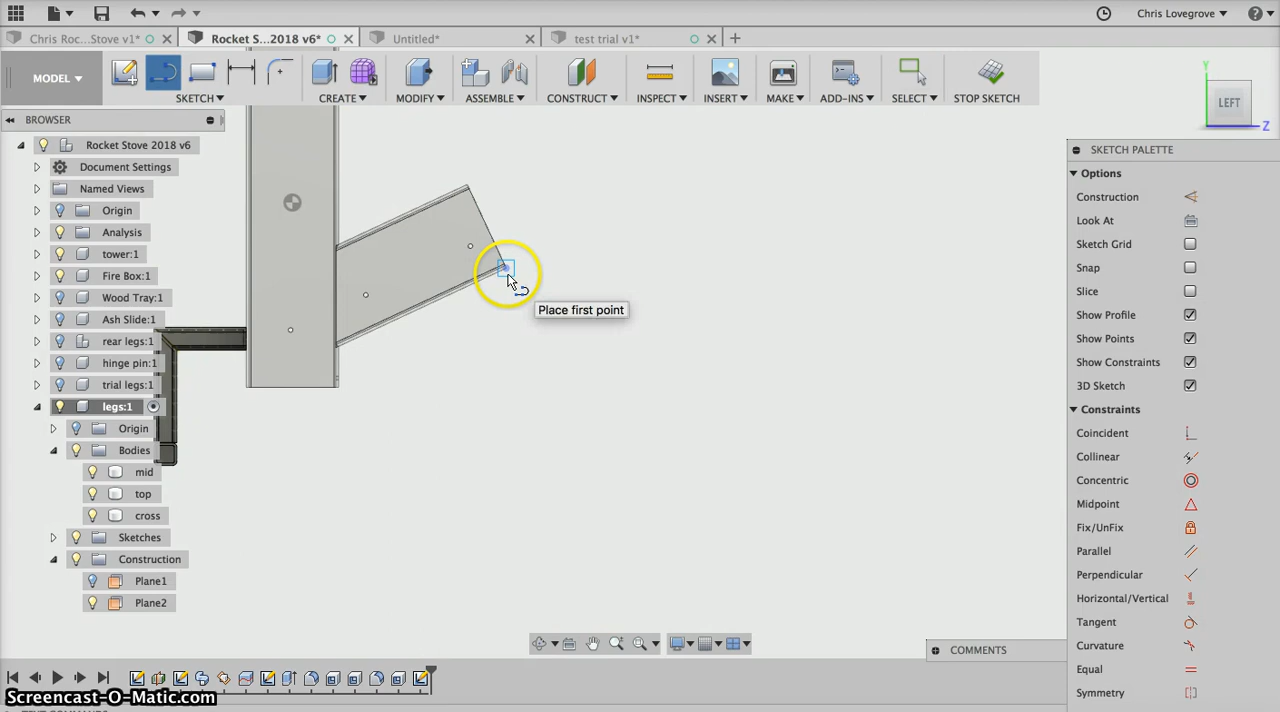 Chris Lovegrove
Chris Roc...Stove v1*
Rocket S...2018 v6*
Untitled*
test trial v1*
MODEL
SKETCH
CREATE
MODIFY
ASSEMBLE
CONSTRUCT
INSPECT
INSERT
MAKE
ADD-INS
SELECT
STOP SKETCH
Y
LEFT
Z
BROWSER
Rocket Stove 2018 v6
Document Settings
Named Views
Origin
Analysis
tower:1
Fire Box:1
Wood Tray:1
Ash Slide:1
rear legs:1
hinge pin:1
trial legs:1
legs:1
Origin
Bodies
mid
top
cross
Sketches
Construction
Plane1
Plane2
Place first point
SKETCH PALETTE
Options
Construction
Look At
Sketch Grid
Snap
Slice
Show Profile
Show Points
Show Constraints
3D Sketch
Constraints
Coincident
Collinear
Concentric
Midpoint
Fix/UnFix
Parallel
Perpendicular
Horizontal/Vertical
Tangent
Curvature
Equal
Symmetry
COMMENTS
Screencast-O-Matic.com